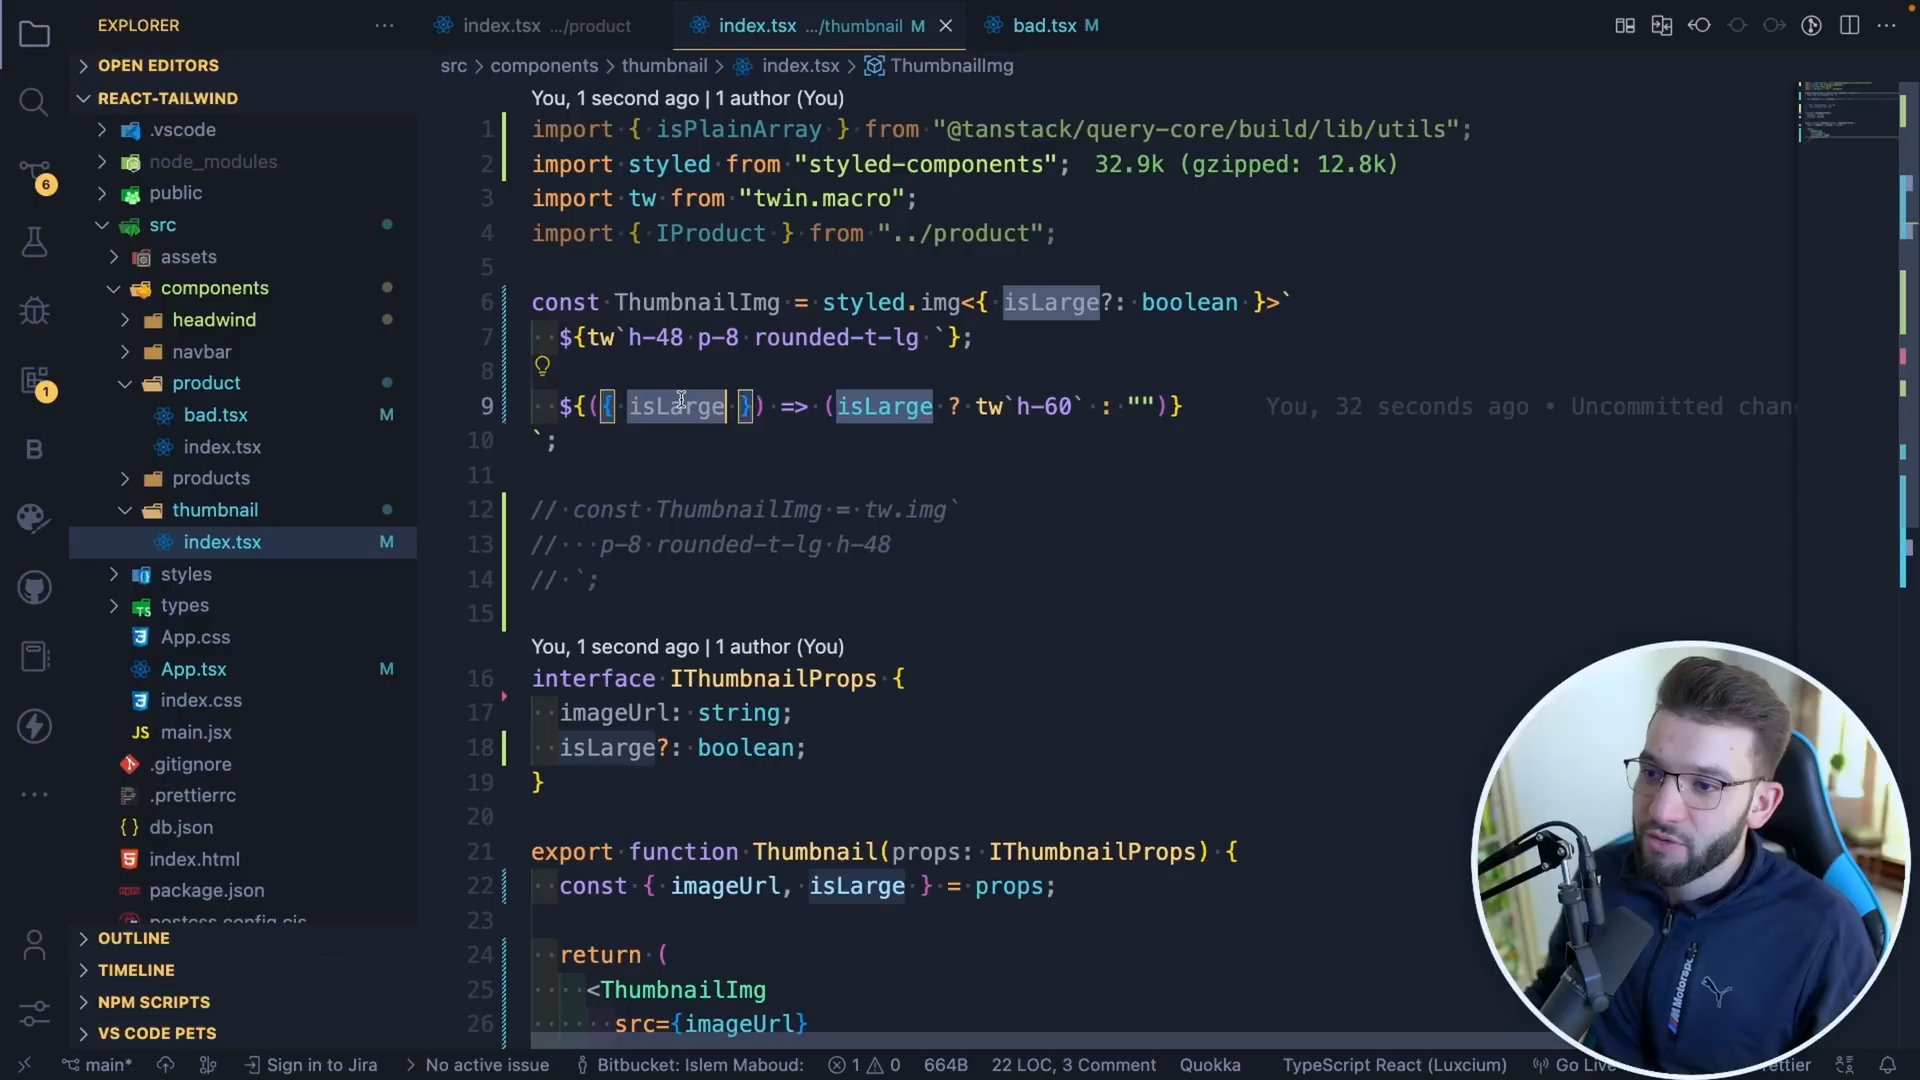 EXPLORER
OPEN EDITORS
REACT-TAILWIND
.vscode
node_modules
public
src
assets
components
headwind
navbar
product
bad.tsx M
index.tsx
products
thumbnail
index.tsx M
styles
types
App.css
App.tsx M
index.css
JS main.jsx
.gitignore
.prettierrc
{ } db.json
index.html
package.json
postcss.config.cjs
OUTLINE
TIMELINE
NPM SCRIPTS
VS CODE PETS
6
1
B
index.tsx .../product
index.tsx .../thumbnail M
bad.tsx M
src > components > thumbnail > index.tsx > ThumbnailImg
You, 1 second ago | 1 author (You)
1 import { isPlainArray } from "@tanstack/query-core/build/lib/utils";
2 import styled from "styled-components"; 32.9k (gzipped: 12.8k)
3 import tw from "twin.macro";
4 import { IProduct } from "../product";
5
6 const ThumbnailImg = styled.img<{ isLarge?: boolean }>`
7 ${tw`h-48 p-8 rounded-t-lg `};
8
9 ${({ isLarge }) => (isLarge ? tw`h-60` : "")} You, 32 seconds ago • Uncommitted chan
10 `;
11
12 // const ThumbnailImg = tw.img`
13 // p-8 rounded-t-lg h-48
14 // `;
15
You, 1 second ago | 1 author (You)
16 interface IThumbnailProps {
17 imageUrl: string;
18 isLarge?: boolean;
19 }
20
21 export function Thumbnail(props: IThumbnailProps) {
22 const { imageUrl, isLarge } = props;
23
24 return (
25 <ThumbnailImg
26 src={imageUrl}
main* Sign in to Jira No active issue Bitbucket: Islem Maboud: 1 0 664B 22 LOC, 3 Comment Quokka TypeScript React (Luxcium) Go Live ettier